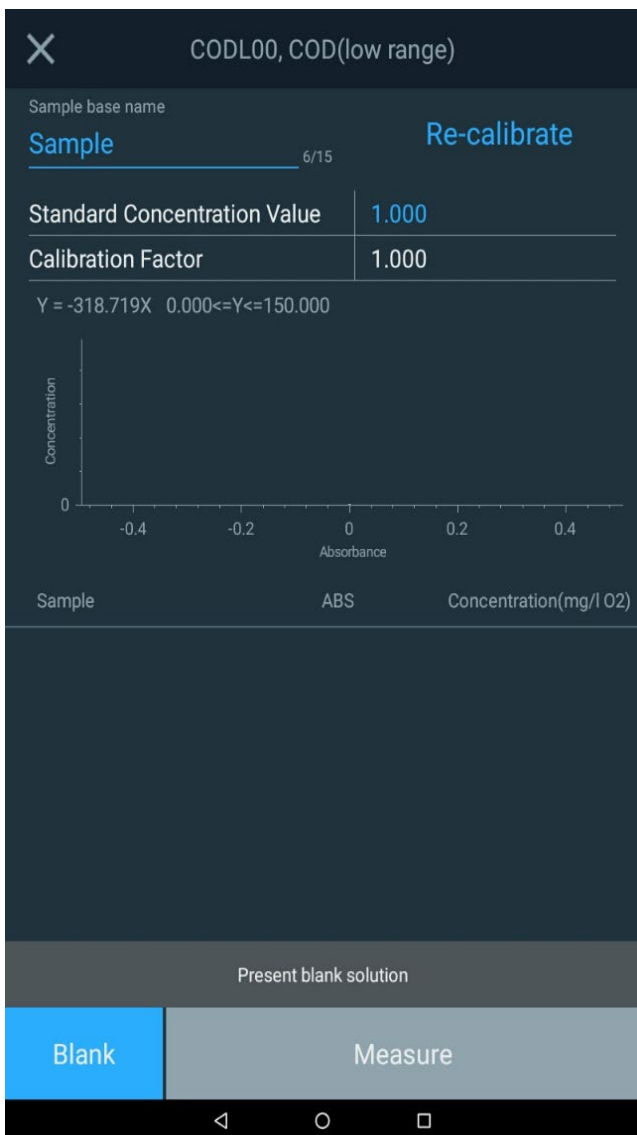 CODL00, COD(low range)
Sample base name
Sample
6/15
Re-calibrate
Standard Concentration Value 1.000
Calibration Factor 1.000
Y = -318.719X 0.000<=Y<=150.000
Concentration
0
-0.4 -0.2 0 0.2 0.4
Absorbance
Sample ABS Concentration(mg/l O2)
Present blank solution
Blank Measure